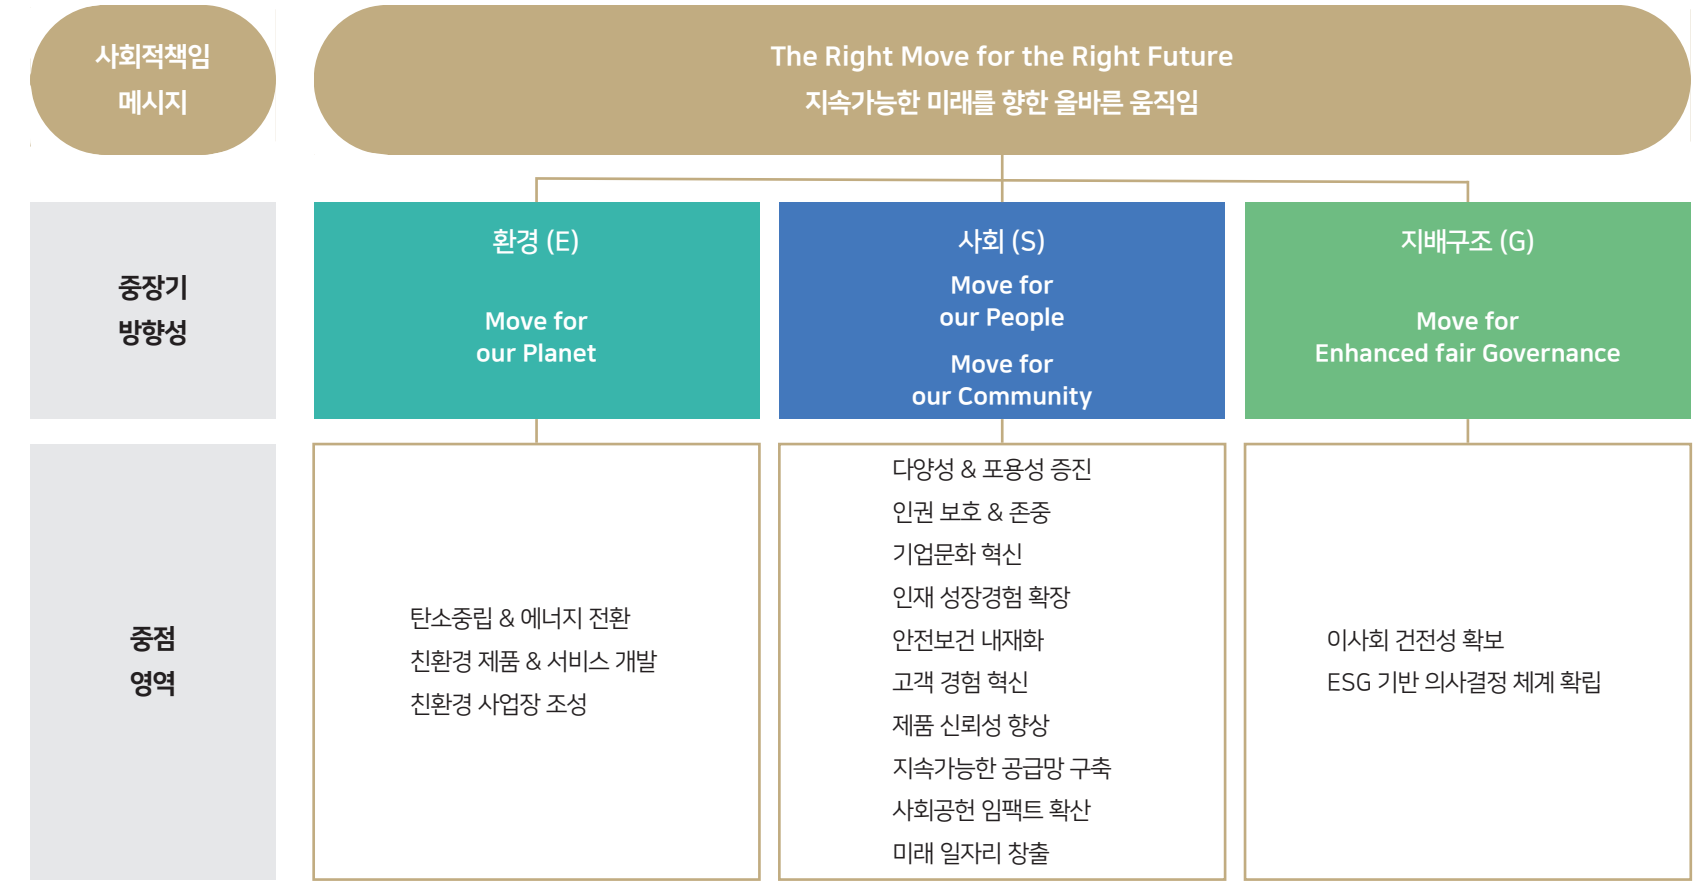 사회적책임
메시지
The Right Move for the Right Future
지속가능한 미래를 향한 올바른 움직임
중장기
방향성
환경 (E)
Move for
our Planet
사회 (S)
Move for
our People
Move for
our Community
지배구조 (G)
Move for
Enhanced fair Governance
중점
영역
탄소중립 & 에너지 전환
친환경 제품 & 서비스 개발
친환경 사업장 조성
다양성 & 포용성 증진
인권 보호 & 존중
기업문화 혁신
인재 성장경험 확장
안전보건 내재화
고객 경험 혁신
제품 신뢰성 향상
지속가능한 공급망 구축
사회공헌 임팩트 확산
미래 일자리 창출
이사회 건전성 확보
ESG 기반 의사결정 체계 확립